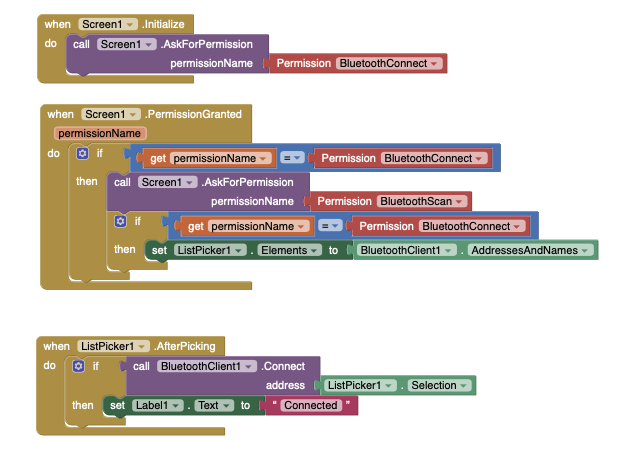 when Screen1 .Initialize
do call Screen1 .AskForPermission
permissionName Permission BluetoothConnect
when Screen1 .PermissionGranted
permissionName
do if get permissionName = Permission BluetoothConnect
then call Screen1 .AskForPermission
permissionName Permission BluetoothScan
if get permissionName = Permission BluetoothConnect
then set ListPicker1 . Elements to BluetoothClient1 . AddressesAndNames
when ListPicker1 .AfterPicking
do if call BluetoothClient1 .Connect
address ListPicker1 . Selection
then set Label1 . Text to " Connected "